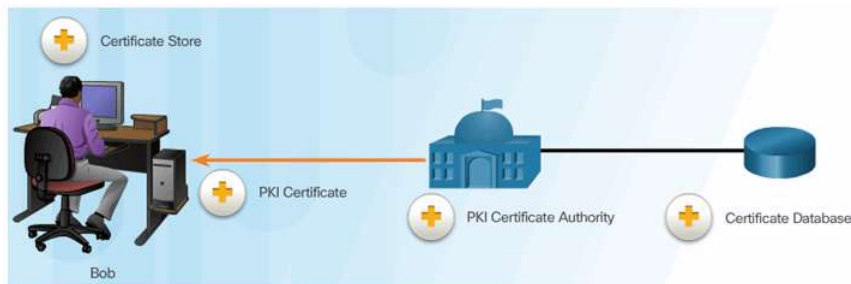 Certificate Store
PKI Certificate
PKI Certificate Authority
Certificate Database
Bob